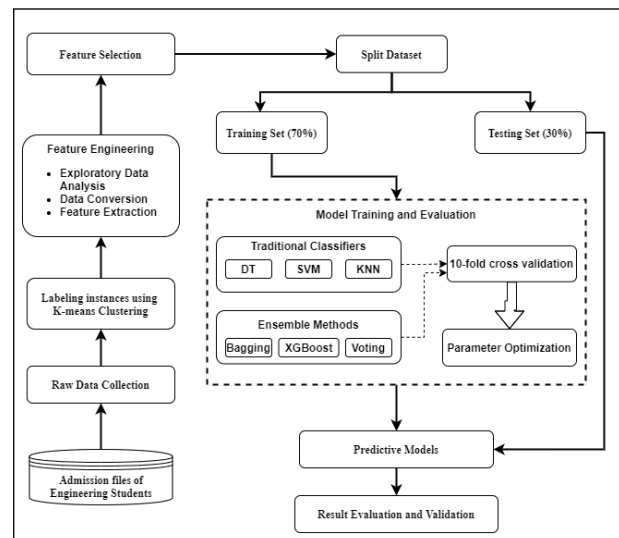 Feature Selection
Split Dataset
Training Set (70%)
Testing Set (30%)
Feature Engineering
• Exploratory Data
Analysis
• Data Conversion
• Feature Extraction
Model Training and Evaluation
Traditional Classifiers
DT
SVM
KNN
10-fold cross validation
Labeling instances using
K-means Clustering
Ensemble Methods
Bagging
XGBoost
Voting
Parameter Optimization
Raw Data Collection
Admission files of
Engineering Students
Predictive Models
Result Evaluation and Validation